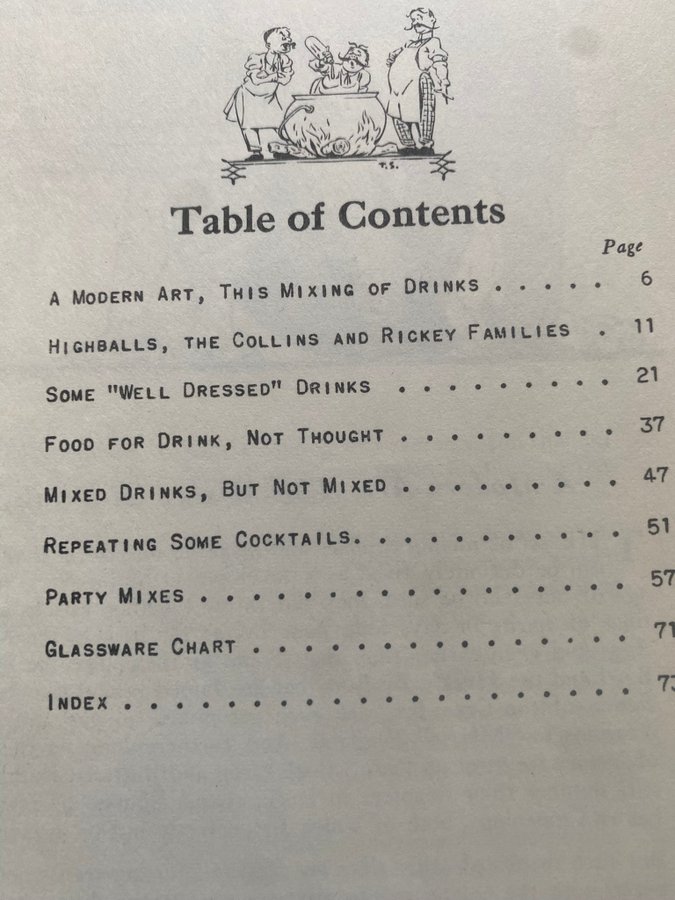 T.S.
Table of Contents
Page
A MODERN ART, THIS MIXING OF DRINKS . . . . . 6
HIGHBALLS, THE COLLINS AND RICKEY FAMILIES . 11
SOME "WELL DRESSED" DRINKS . . . . . . . . . 21
FOOD FOR DRINK, NOT THOUGHT . . . . . . . . . 37
MIXED DRINKS, BUT NOT MIXED . . . . . . . . . 47
REPEATING SOME COCKTAILS. . . . . . . . . . . 51
PARTY MIXES . . . . . . . . . . . . . . . . . 57
GLASSWARE CHART . . . . . . . . . . . . . . . 71
INDEX . . . . . . . . . . . . . . . . . . . . 73